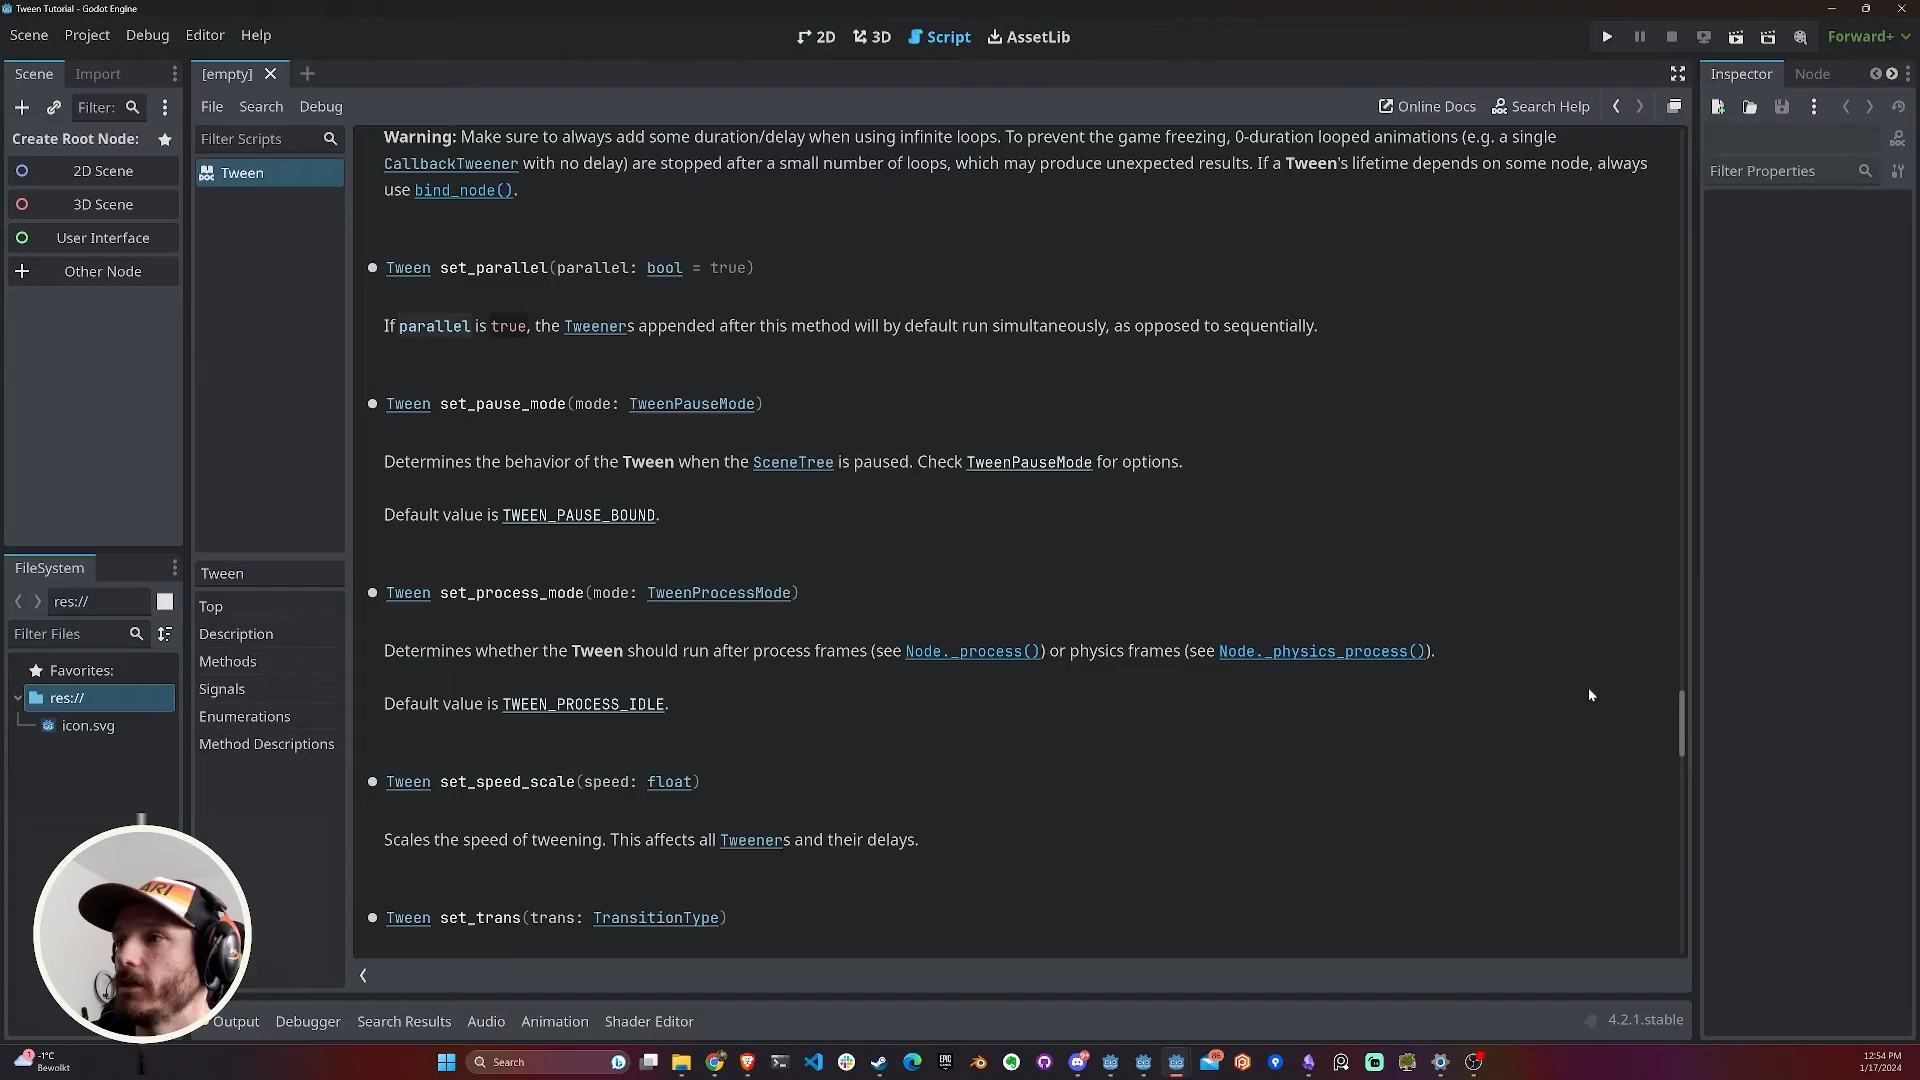 Tween Tutorial - Godot Engine
Scene Project Debug Editor Help
2D 3D Script AssetLib
Forward+
Scene Import
[empty]
Inspector Node
Filter:
File Search Debug
Online Docs Search Help
Create Root Node:
2D Scene
3D Scene
User Interface
Other Node
Filter Scripts
Tween
Filter Properties
Warning: Make sure to always add some duration/delay when using infinite loops. To prevent the game freezing, 0-duration looped animations (e.g. a single
CallbackTweener with no delay) are stopped after a small number of loops, which may produce unexpected results. If a Tween's lifetime depends on some node, always
use bind_node().
Tween set_parallel(parallel: bool = true)
If parallel is true, the Tweeners appended after this method will by default run simultaneously, as opposed to sequentially.
Tween set_pause_mode(mode: TweenPauseMode)
Determines the behavior of the Tween when the SceneTree is paused. Check TweenPauseMode for options.
Default value is TWEEN_PAUSE_BOUND.
Tween set_process_mode(mode: TweenProcessMode)
Determines whether the Tween should run after process frames (see Node._process()) or physics frames (see Node._physics_process()).
Default value is TWEEN_PROCESS_IDLE.
Tween set_speed_scale(speed: float)
Scales the speed of tweening. This affects all Tweeners and their delays.
Tween set_trans(trans: TransitionType)
FileSystem
res://
Filter Files
Favorites:
res://
icon.svg
Tween
Top
Description
Methods
Signals
Enumerations
Method Descriptions
ARI
Output Debugger Search Results Audio Animation Shader Editor
4.2.1.stable
1
-1°C
Bewolkt
Search
EPIC
GAMES
86
12:54 PM
1/17/2024